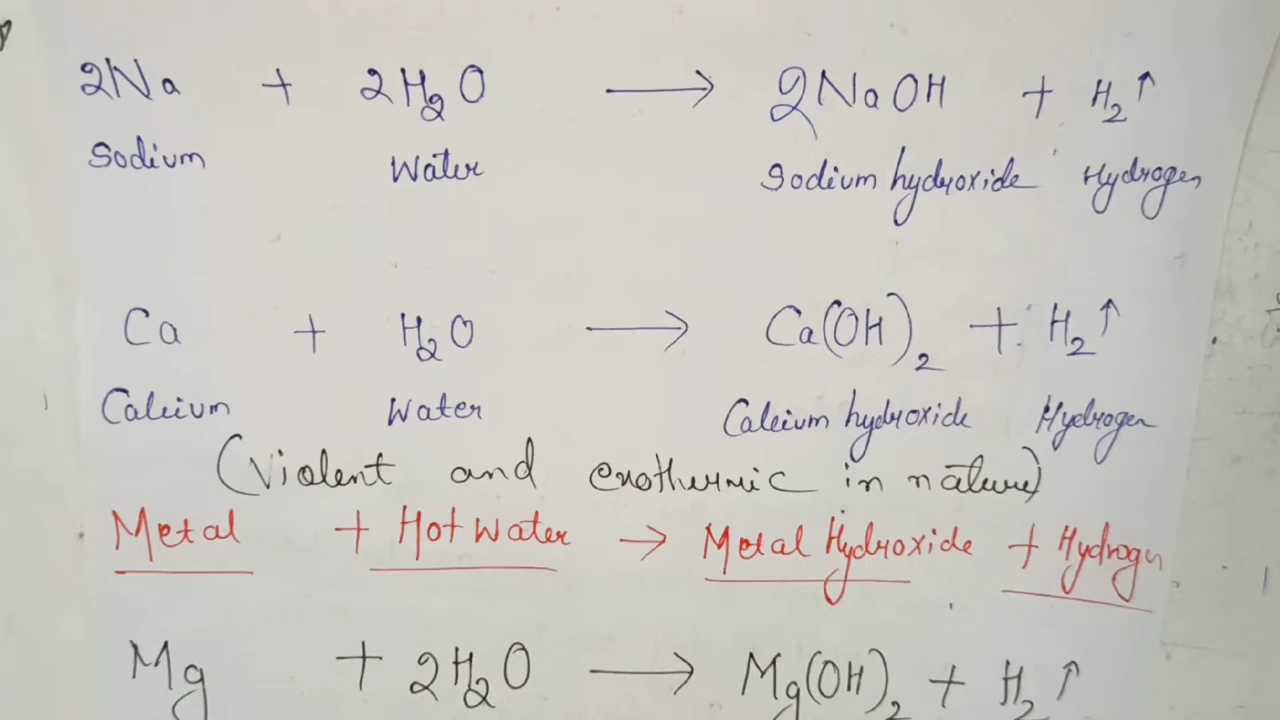 2Na + 2H₂O → 2NaOH + H₂↑
Sodium Water Sodium hydroxide Hydrogen
Ca + H₂O → Ca(OH)₂ + H₂↑
Calcium Water Calcium hydroxide Hydrogen
(Violent and exothermic in nature)
Metal + Hot Water → Metal Hydroxide + Hydrogen
Mg + 2H₂O → Mg(OH)₂ + H₂↑